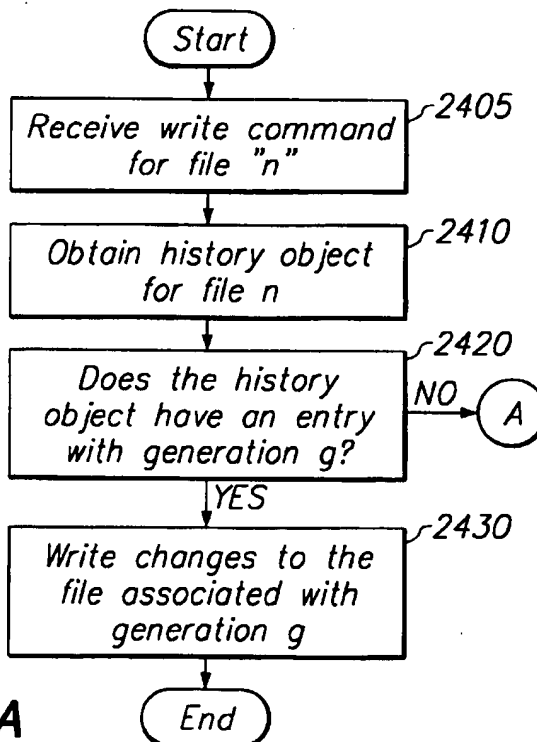 Start
2405
Receive write command
for file "n"
2410
Obtain history object
for file n
2420
Does the history
object have an entry
with generation g?
NO
A
YES
2430
Write changes to the
file associated with
generation g
End
A